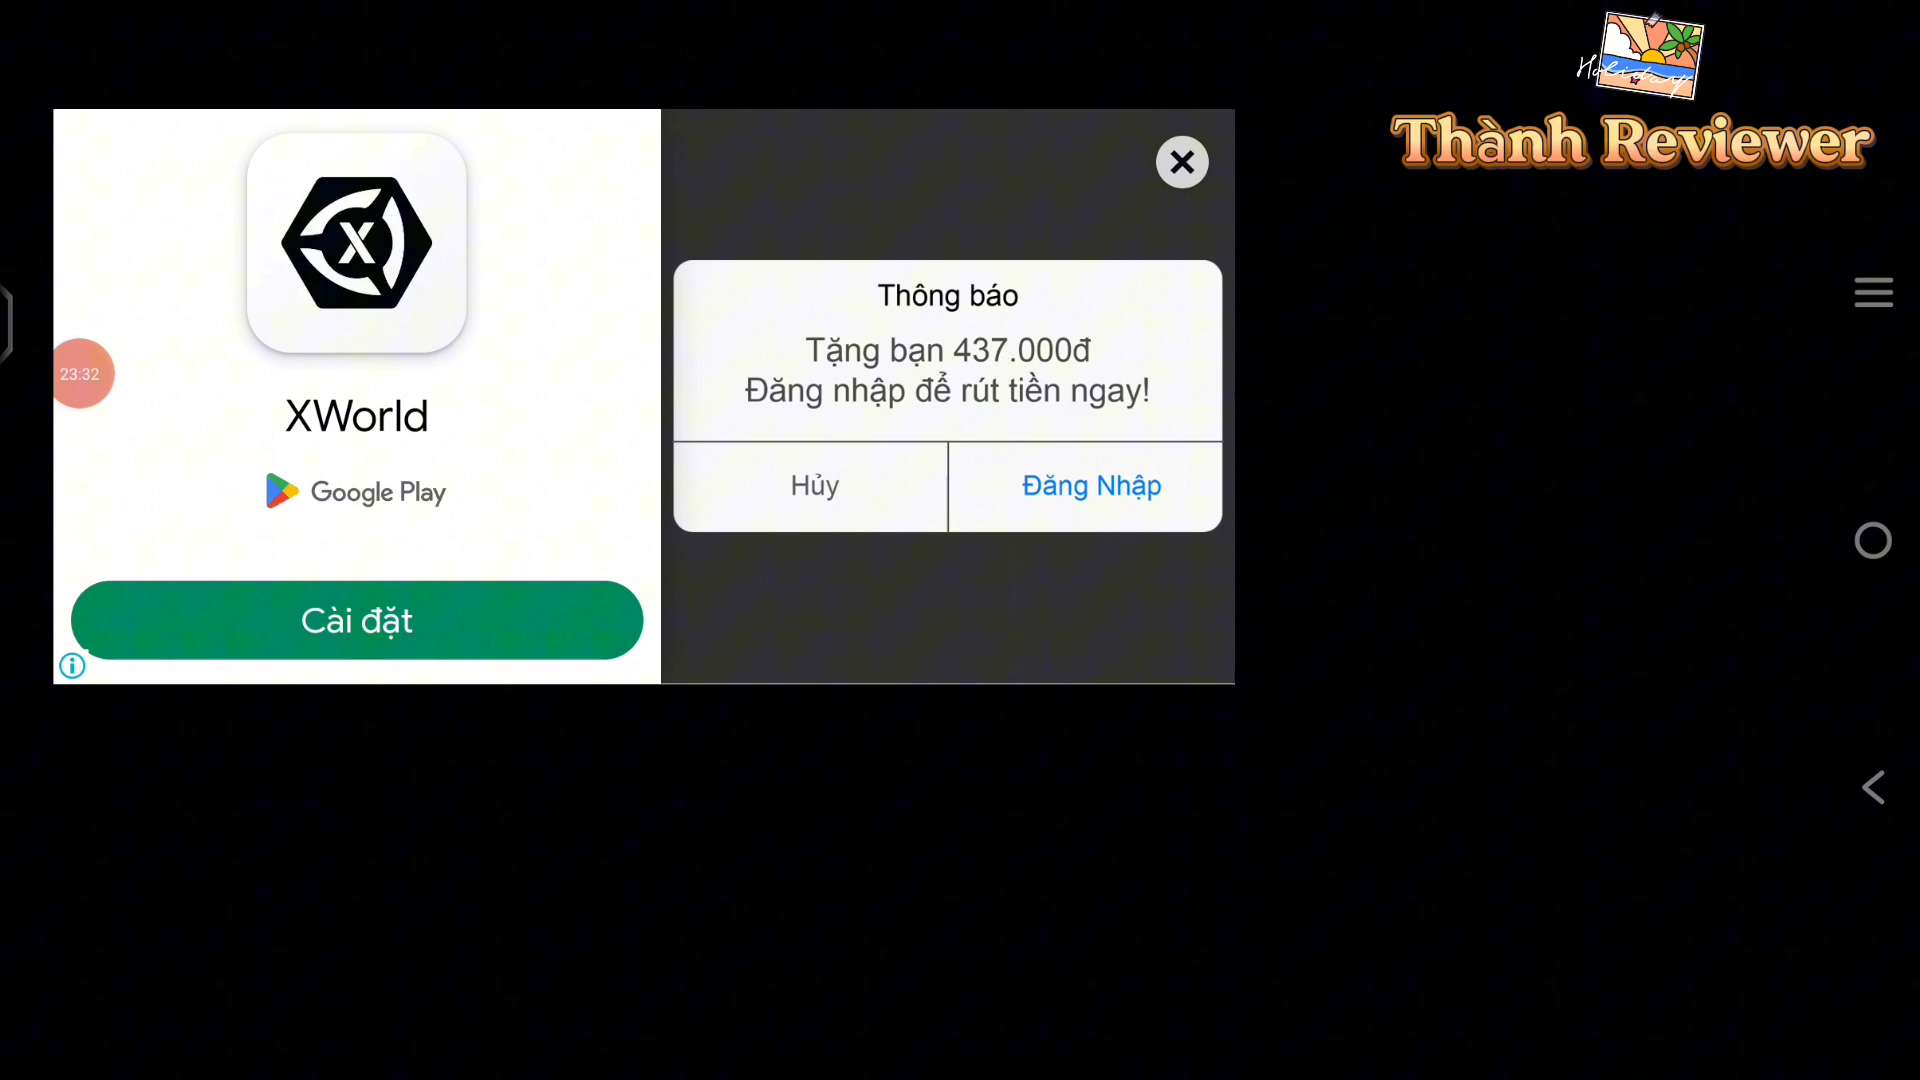 Holiday
Thành Reviewer
X
23:32
XWorld
Google Play
Cài đặt
Thông báo
Tặng bạn 437.000đ
Đăng nhập để rút tiền ngay!
Hủy
Đăng Nhập